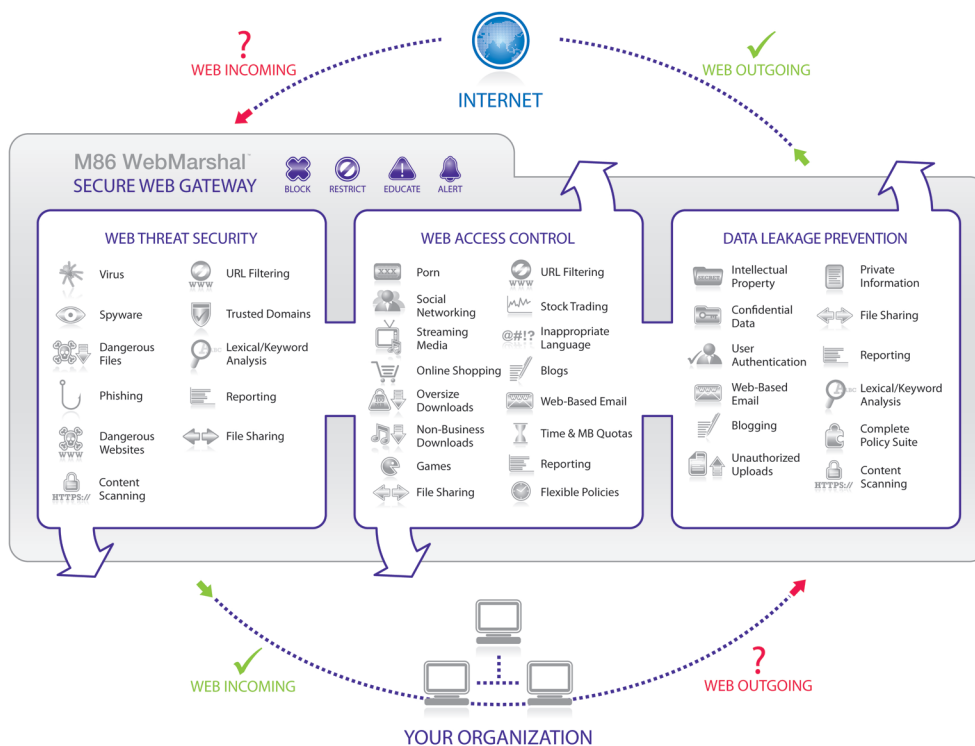 ?
WEB INCOMING
INTERNET
WEB OUTGOING
M86 WebMarshal™
SECURE WEB GATEWAY
BLOCK
RESTRICT
EDUCATE
ALERT
WEB THREAT SECURITY
Virus
Spyware
Dangerous
Files
Phishing
Dangerous
Websites
WWW
Content
Scanning
HTTPS://
URL Filtering
WWW
Trusted Domains
Lexical/Keyword
Analysis
Reporting
File Sharing
WEB ACCESS CONTROL
XXX
Porn
Social
Networking
Streaming
Media
Online Shopping
Oversize
Downloads
Non-Business
Downloads
Games
File Sharing
URL Filtering
WWW
Stock Trading
@#!?
Inappropriate
Language
Blogs
Web-Based Email
Time & MB Quotas
Reporting
Flexible Policies
DATA LEAKAGE PREVENTION
SECRET
Intellectual
Property
Confidential
Data
User
Authentication
Web-Based
Email
Blogging
Unauthorized
Uploads
Private
Information
File Sharing
Reporting
Lexical/Keyword
Analysis
Complete
Policy Suite
Content
Scanning
HTTPS://
WEB INCOMING
?
WEB OUTGOING
YOUR ORGANIZATION